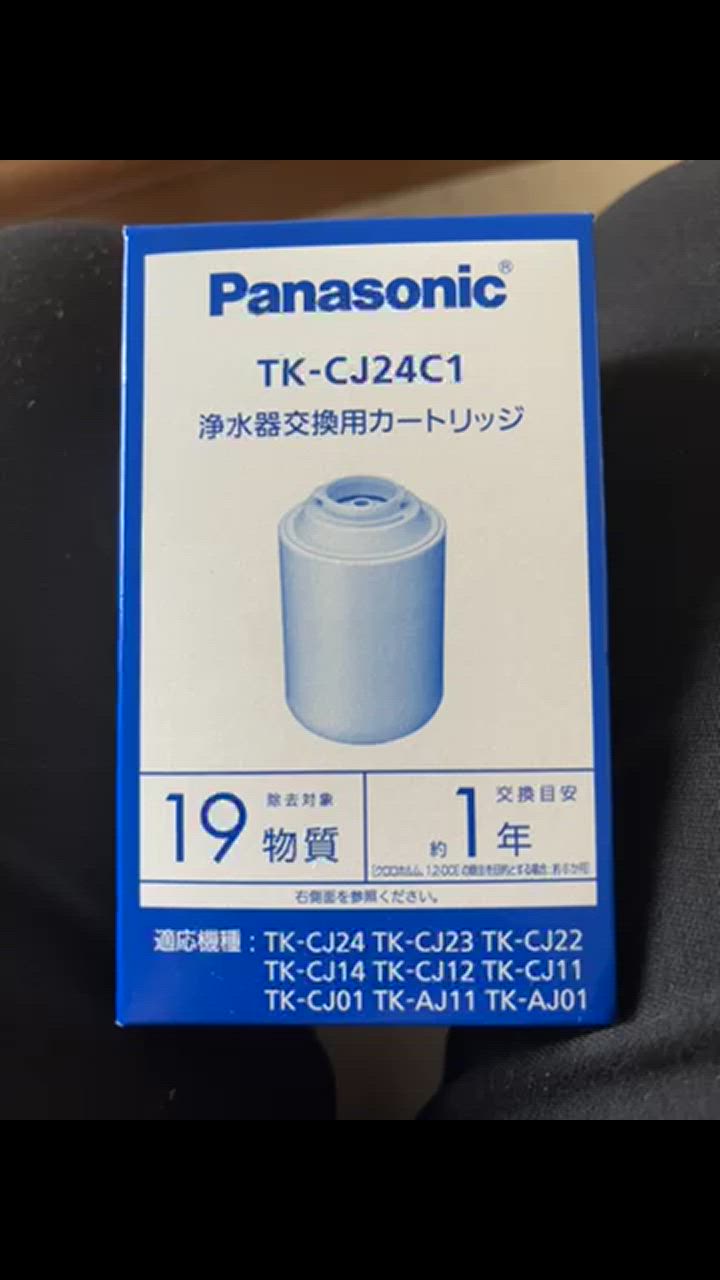 Panasonic®
TK-CJ24C1
浄水器交換用カートリッジ
19 除去対象 物質
交換目安 約1年
右側面を参照ください。
適応機種：TK-CJ24 TK-CJ23 TK-CJ22
TK-CJ14 TK-CJ12 TK-CJ11
TK-CJ01 TK-AJ11 TK-AJ01